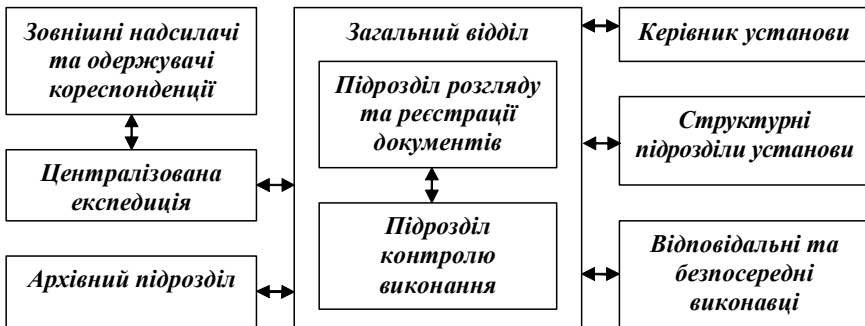 Зовнішні надсилачі
та одержувачі
кореспонденції
Централізована
експедиція
Архівний підрозділ
Загальний відділ
Підрозділ розгляду
та реєстрації
документів
Підрозділ
контролю
виконання
Керівник установи
Структурні
підрозділи установи
Відповідальні та
безпосередні
виконавці